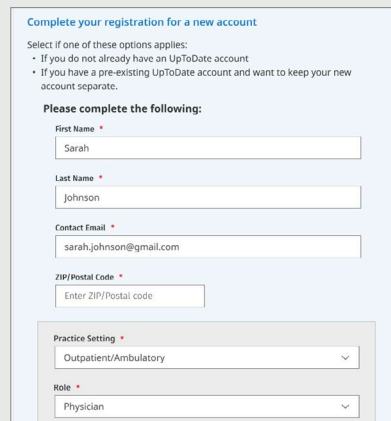 Complete your registration for a new account
Select if one of these options applies:
• If you do not already have an UpToDate account
• If you have a pre-existing UpToDate account and want to keep your new
account separate.
Please complete the following:
First Name *
Sarah
Last Name *
Johnson
Contact Email *
sarah.johnson@gmail.com
ZIP/Postal Code *
Enter ZIP/Postal code
Practice Setting *
Outpatient/Ambulatory
Role *
Physician